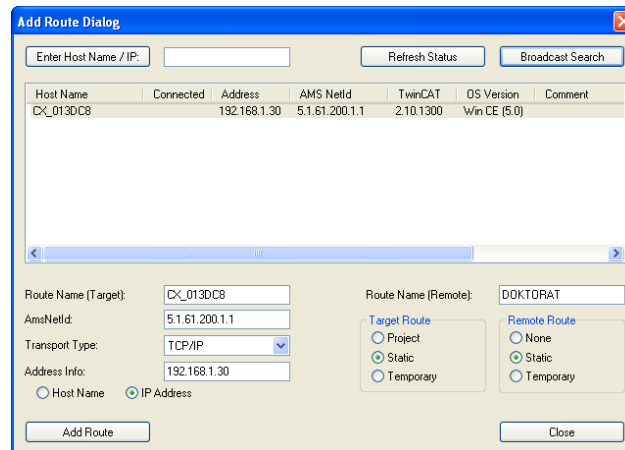 Add Route Dialog
Enter Host Name / IP: Refresh Status Broadcast Search
Host Name Connected Address AMS NetId TwinCAT OS Version Comment
CX_013DC8 192.168.1.30 5.1.61.200.1.1 2.10.1300 Win CE (5.0)
Route Name (Target): CX_013DC8 Route Name (Remote): DOKTORAT
AmsNetId: 5.1.61.200.1.1 Target Route Remote Route
Project None
Transport Type: TCP/IP Static Static
Address Info: 192.168.1.30 Temporary Temporary
Host Name IP Address
Add Route Close